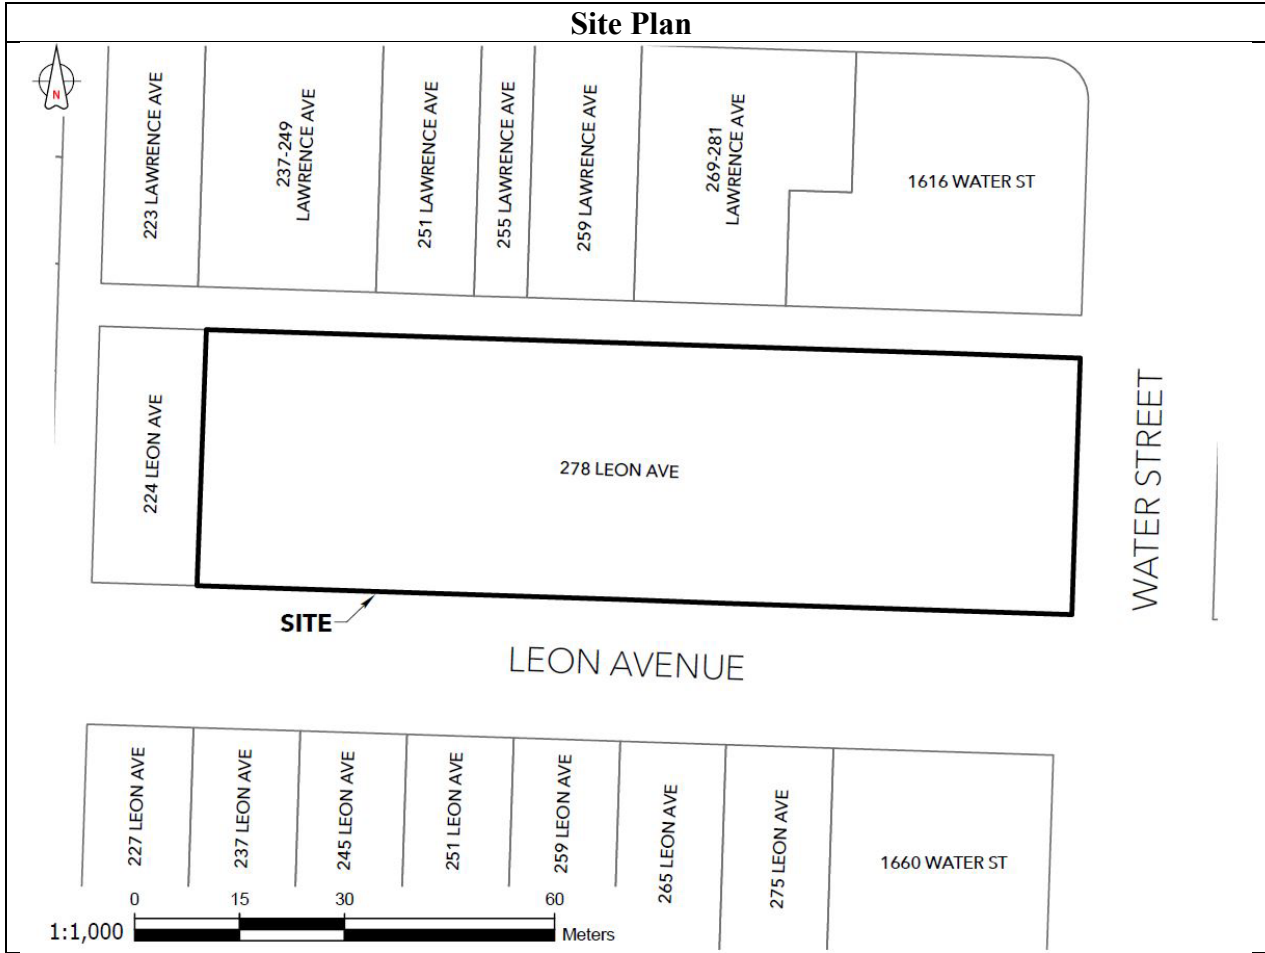 Site Plan
N
223 LAWRENCE AVE
237-249
LAWRENCE AVE
251 LAWRENCE AVE
255 LAWRENCE AVE
259 LAWRENCE AVE
269-281
LAWRENCE AVE
1616 WATER ST
224 LEON AVE
278 LEON AVE
WATER STREET
SITE
LEON AVENUE
227 LEON AVE
237 LEON AVE
245 LEON AVE
251 LEON AVE
259 LEON AVE
265 LEON AVE
275 LEON AVE
1660 WATER ST
0 15 30 60
1:1,000 Meters